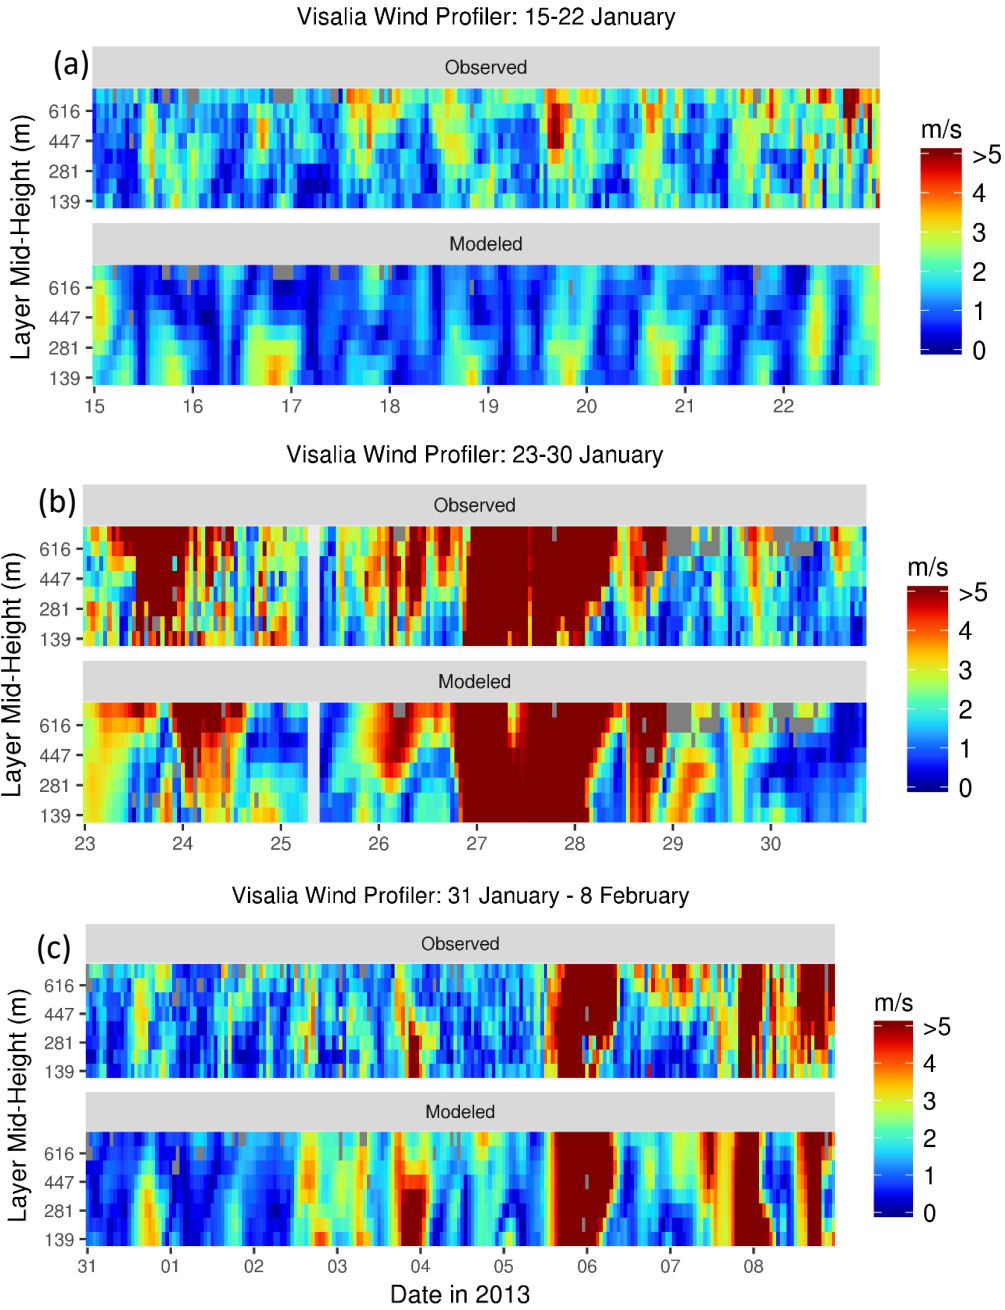 Visalia Wind Profiler: 15-22 January
(a)
Observed
616
447
281
139
Modeled
616
447
281
139
15 16 17 18 19 20 21 22
Layer Mid-Height (m)
m/s
>5
4
3
2
1
0
Visalia Wind Profiler: 23-30 January
(b)
Observed
616
447
281
139
Modeled
616
447
281
139
23 24 25 26 27 28 29 30
Layer Mid-Height (m)
m/s
>5
4
3
2
1
0
Visalia Wind Profiler: 31 January - 8 February
(c)
Observed
616
447
281
139
Modeled
616
447
281
139
31 01 02 03 04 05 06 07 08
Layer Mid-Height (m)
Date in 2013
m/s
>5
4
3
2
1
0